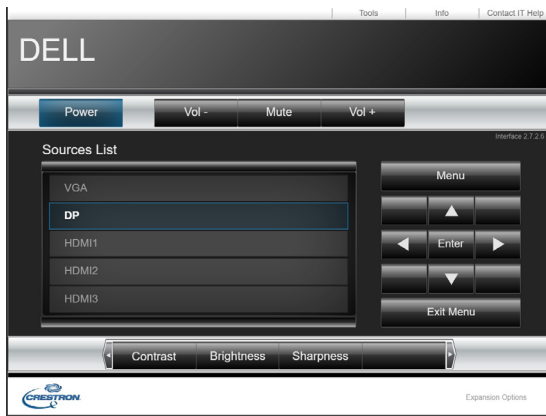 Tools Info Contact IT Help
DELL
Power Vol - Mute Vol +
Interface 2.7.2.6
Sources List
VGA
DP
HDMI1
HDMI2
HDMI3
Menu
Enter
Exit Menu
Contrast Brightness Sharpness
CRESTRON
Expansion Options